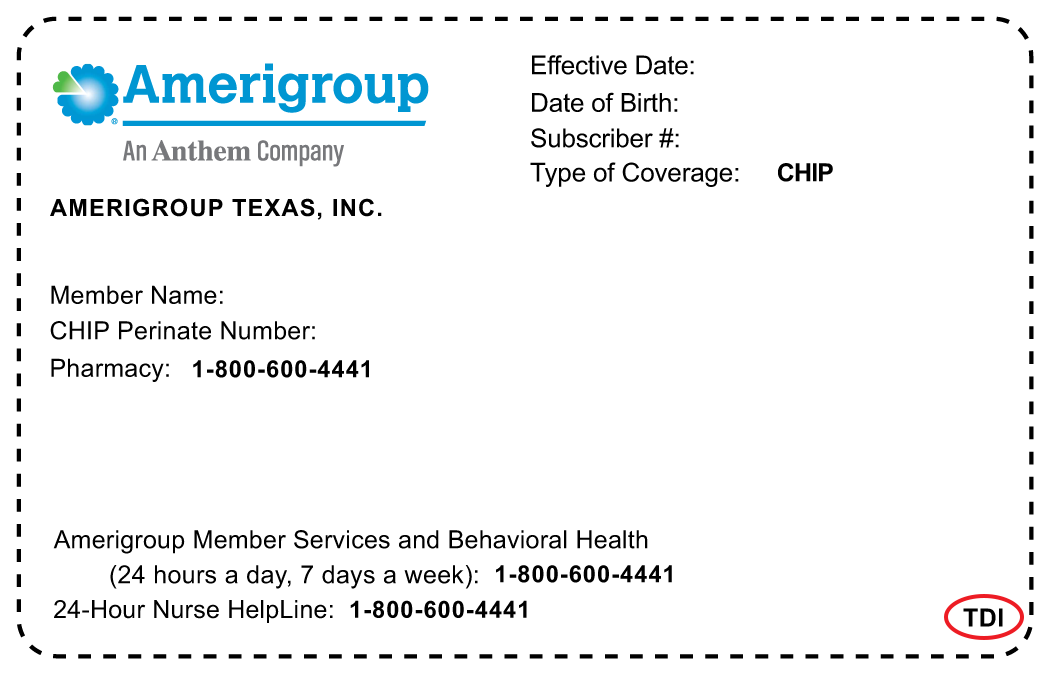 Amerigroup
®
An Anthem Company
AMERIGROUP TEXAS, INC.
Effective Date:
Date of Birth:
Subscriber #:
Type of Coverage: CHIP
Member Name:
CHIP Perinate Number:
Pharmacy: 1-800-600-4441
Amerigroup Member Services and Behavioral Health
(24 hours a day, 7 days a week): 1-800-600-4441
24-Hour Nurse HelpLine: 1-800-600-4441
TDI